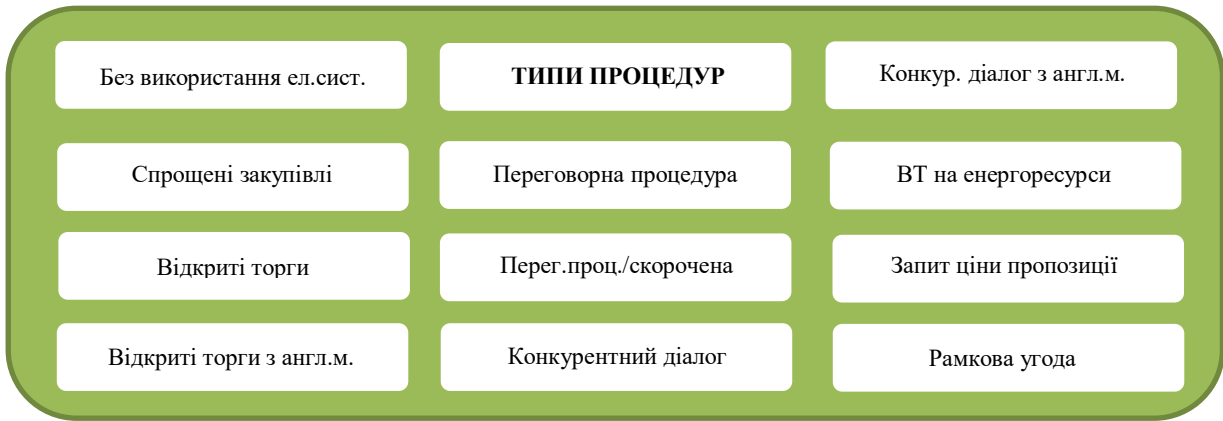 Без використання ел.сист.
ТИПИ ПРОЦЕДУР
Конкур. діалог з англ.м.
Спрощені закупівлі
Переговорна процедура
ВТ на енергоресурси
Відкриті торги
Перег.проц./скорочена
Запит ціни пропозиції
Відкриті торги з англ.м.
Конкурентний діалог
Рамкова угода